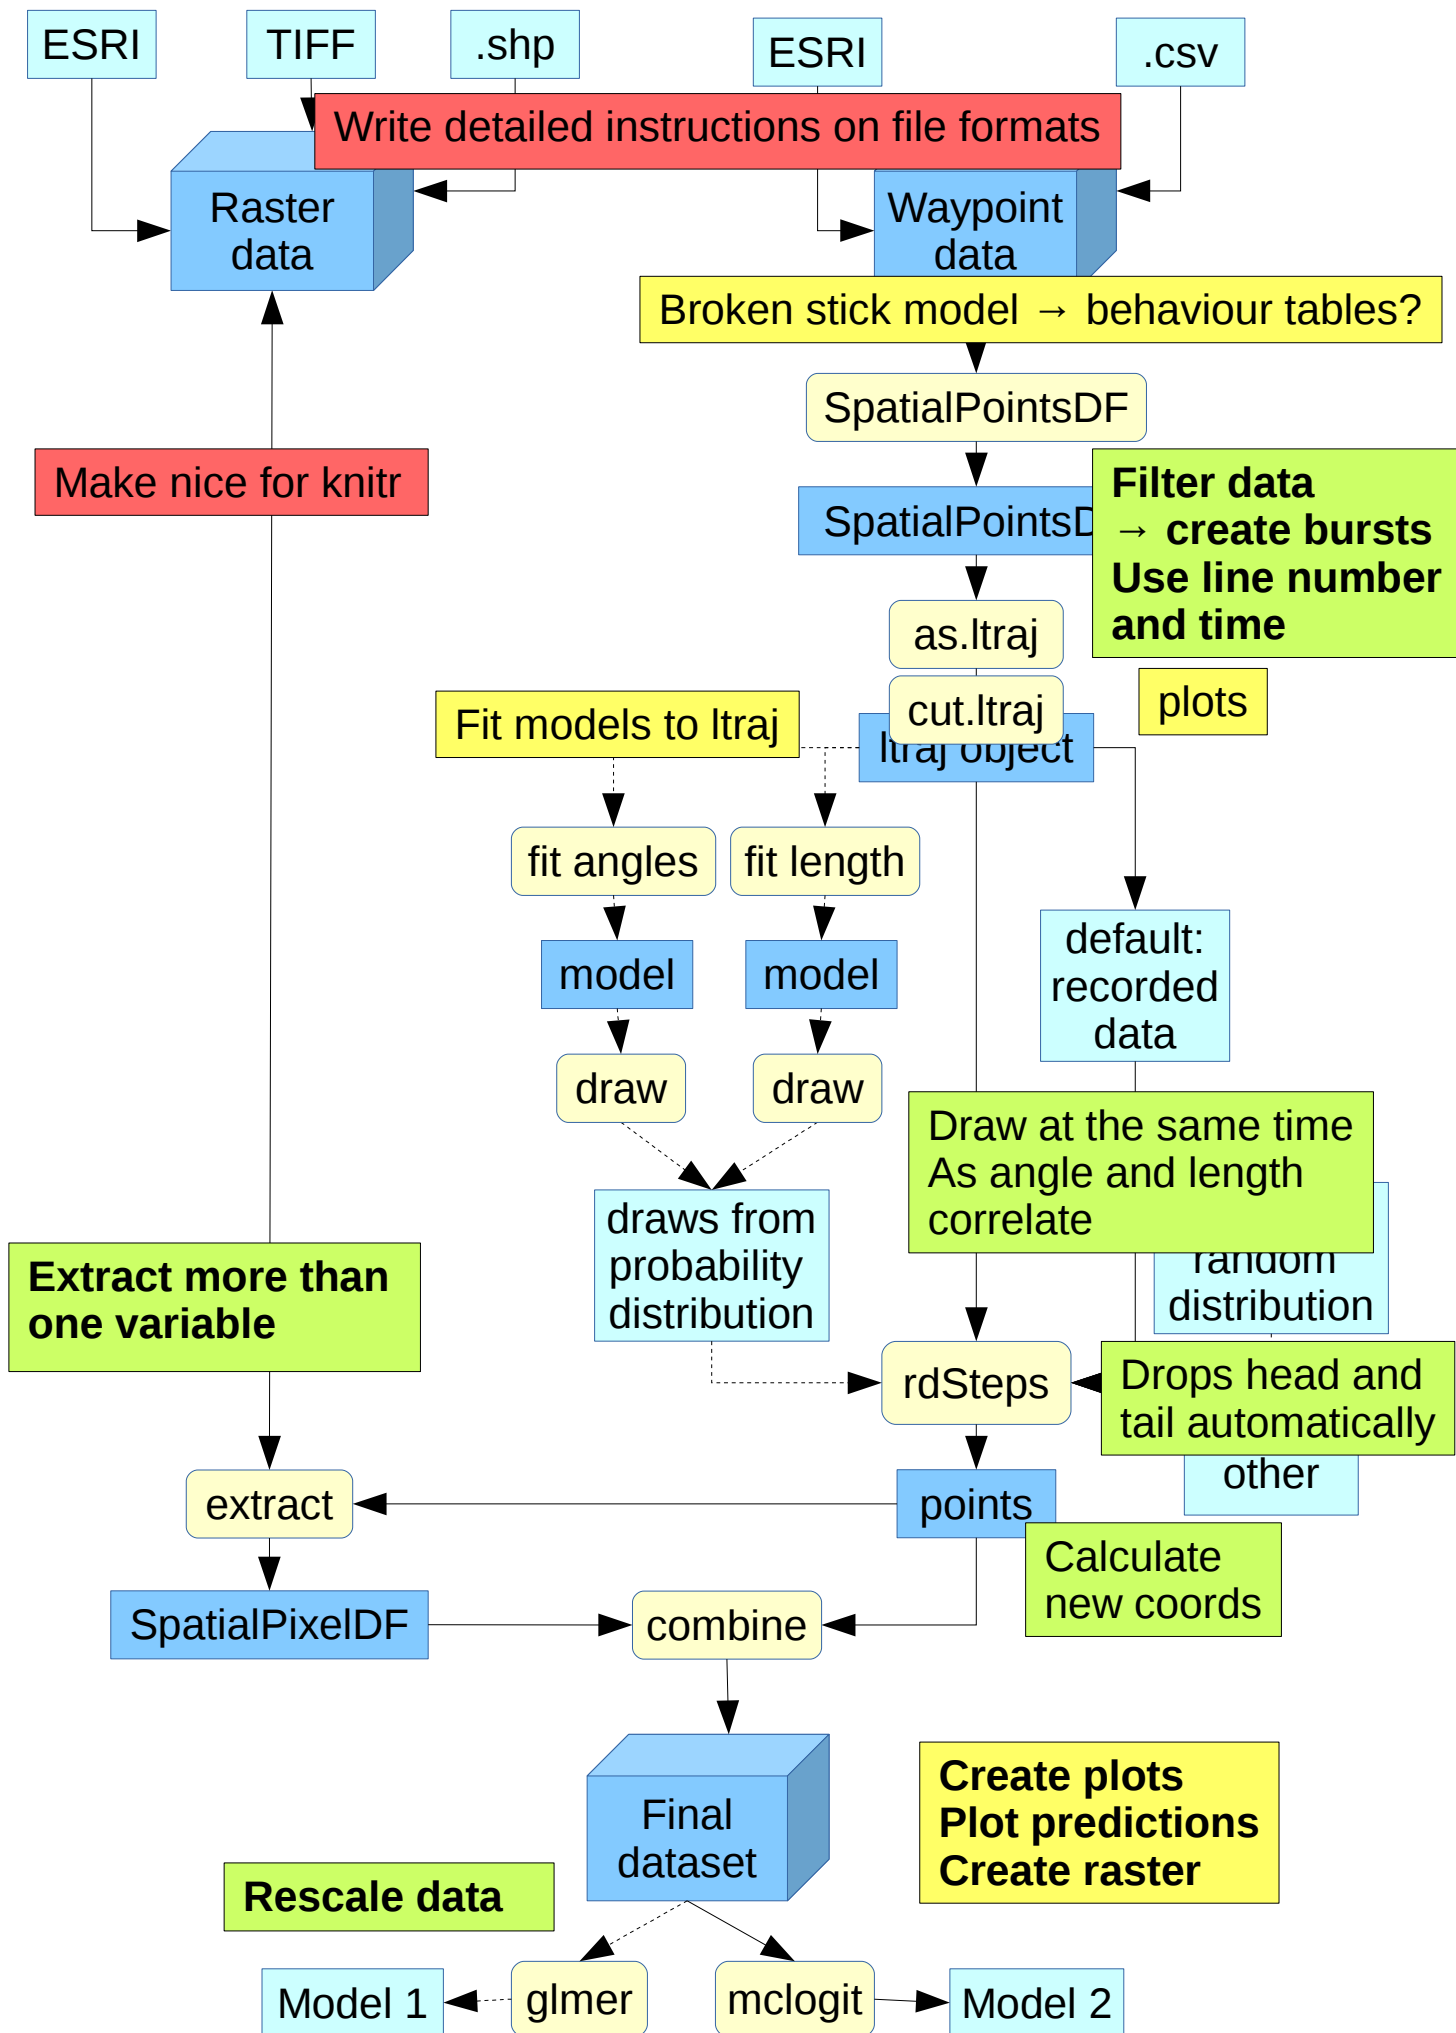 ESRI
TIFF
.shp
ESRI
.csv
Write detailed instructions on file formats
Raster
data
Waypoint
data
Broken stick model → behaviour tables?
SpatialPointsDF
Make nice for knitr
SpatialPointsD
Filter data
→ create bursts
Use line number
and time
as.ltraj
cut.ltraj
plots
Fit models to ltraj
ltraj object
fit angles
fit length
model
model
default:
recorded
data
draw
draw
Draw at the same time
As angle and length
correlate
draws from
probability
distribution
random
distribution
Extract more than
one variable
rdSteps
Drops head and
tail automatically
other
extract
points
Calculate
new coords
SpatialPixelDF
combine
Final
dataset
Create plots
Plot predictions
Create raster
Rescale data
Model 1
glmer
mclogit
Model 2